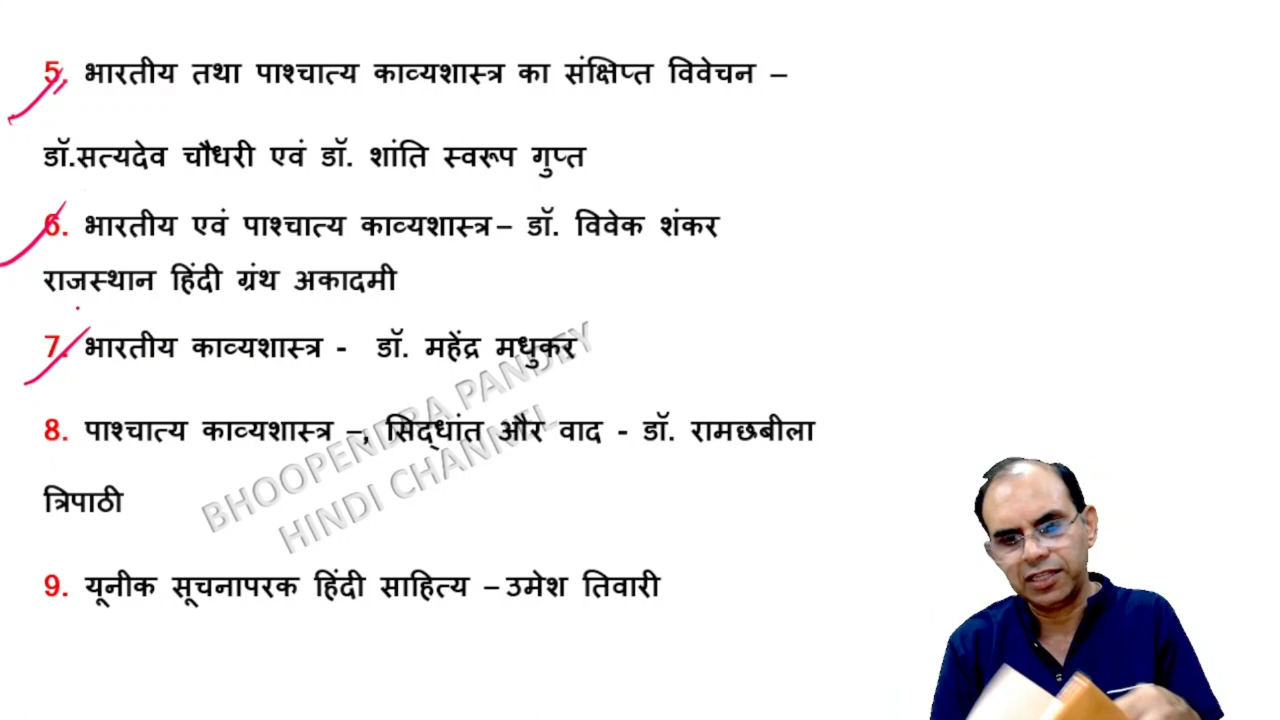 5. भारतीय तथा पाश्चात्य काव्यशास्त्र का संक्षिप्त विवेचन –
डॉ.सत्यदेव चौधरी एवं डॉ. शांति स्वरूप गुप्त
6. भारतीय एवं पाश्चात्य काव्यशास्त्र– डॉ. विवेक शंकर
राजस्थान हिंदी ग्रंथ अकादमी
7. भारतीय काव्यशास्त्र - डॉ. महेंद्र मधुकर
8. पाश्चात्य काव्यशास्त्र –, सिद्धांत और वाद - डॉ. रामछबीला
त्रिपाठी
9. यूनीक सूचनापरक हिंदी साहित्य – उमेश तिवारी
BHOOPENDRA PANDEY
HINDI CHANNEL